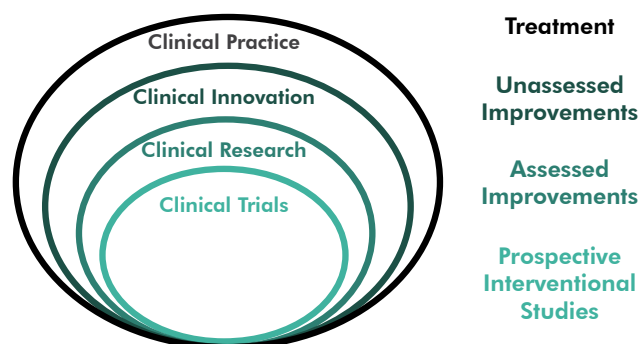 Clinical Practice
Clinical Innovation
Clinical Research
Clinical Trials
Treatment
Unassessed
Improvements
Assessed
Improvements
Prospective
Interventional
Studies